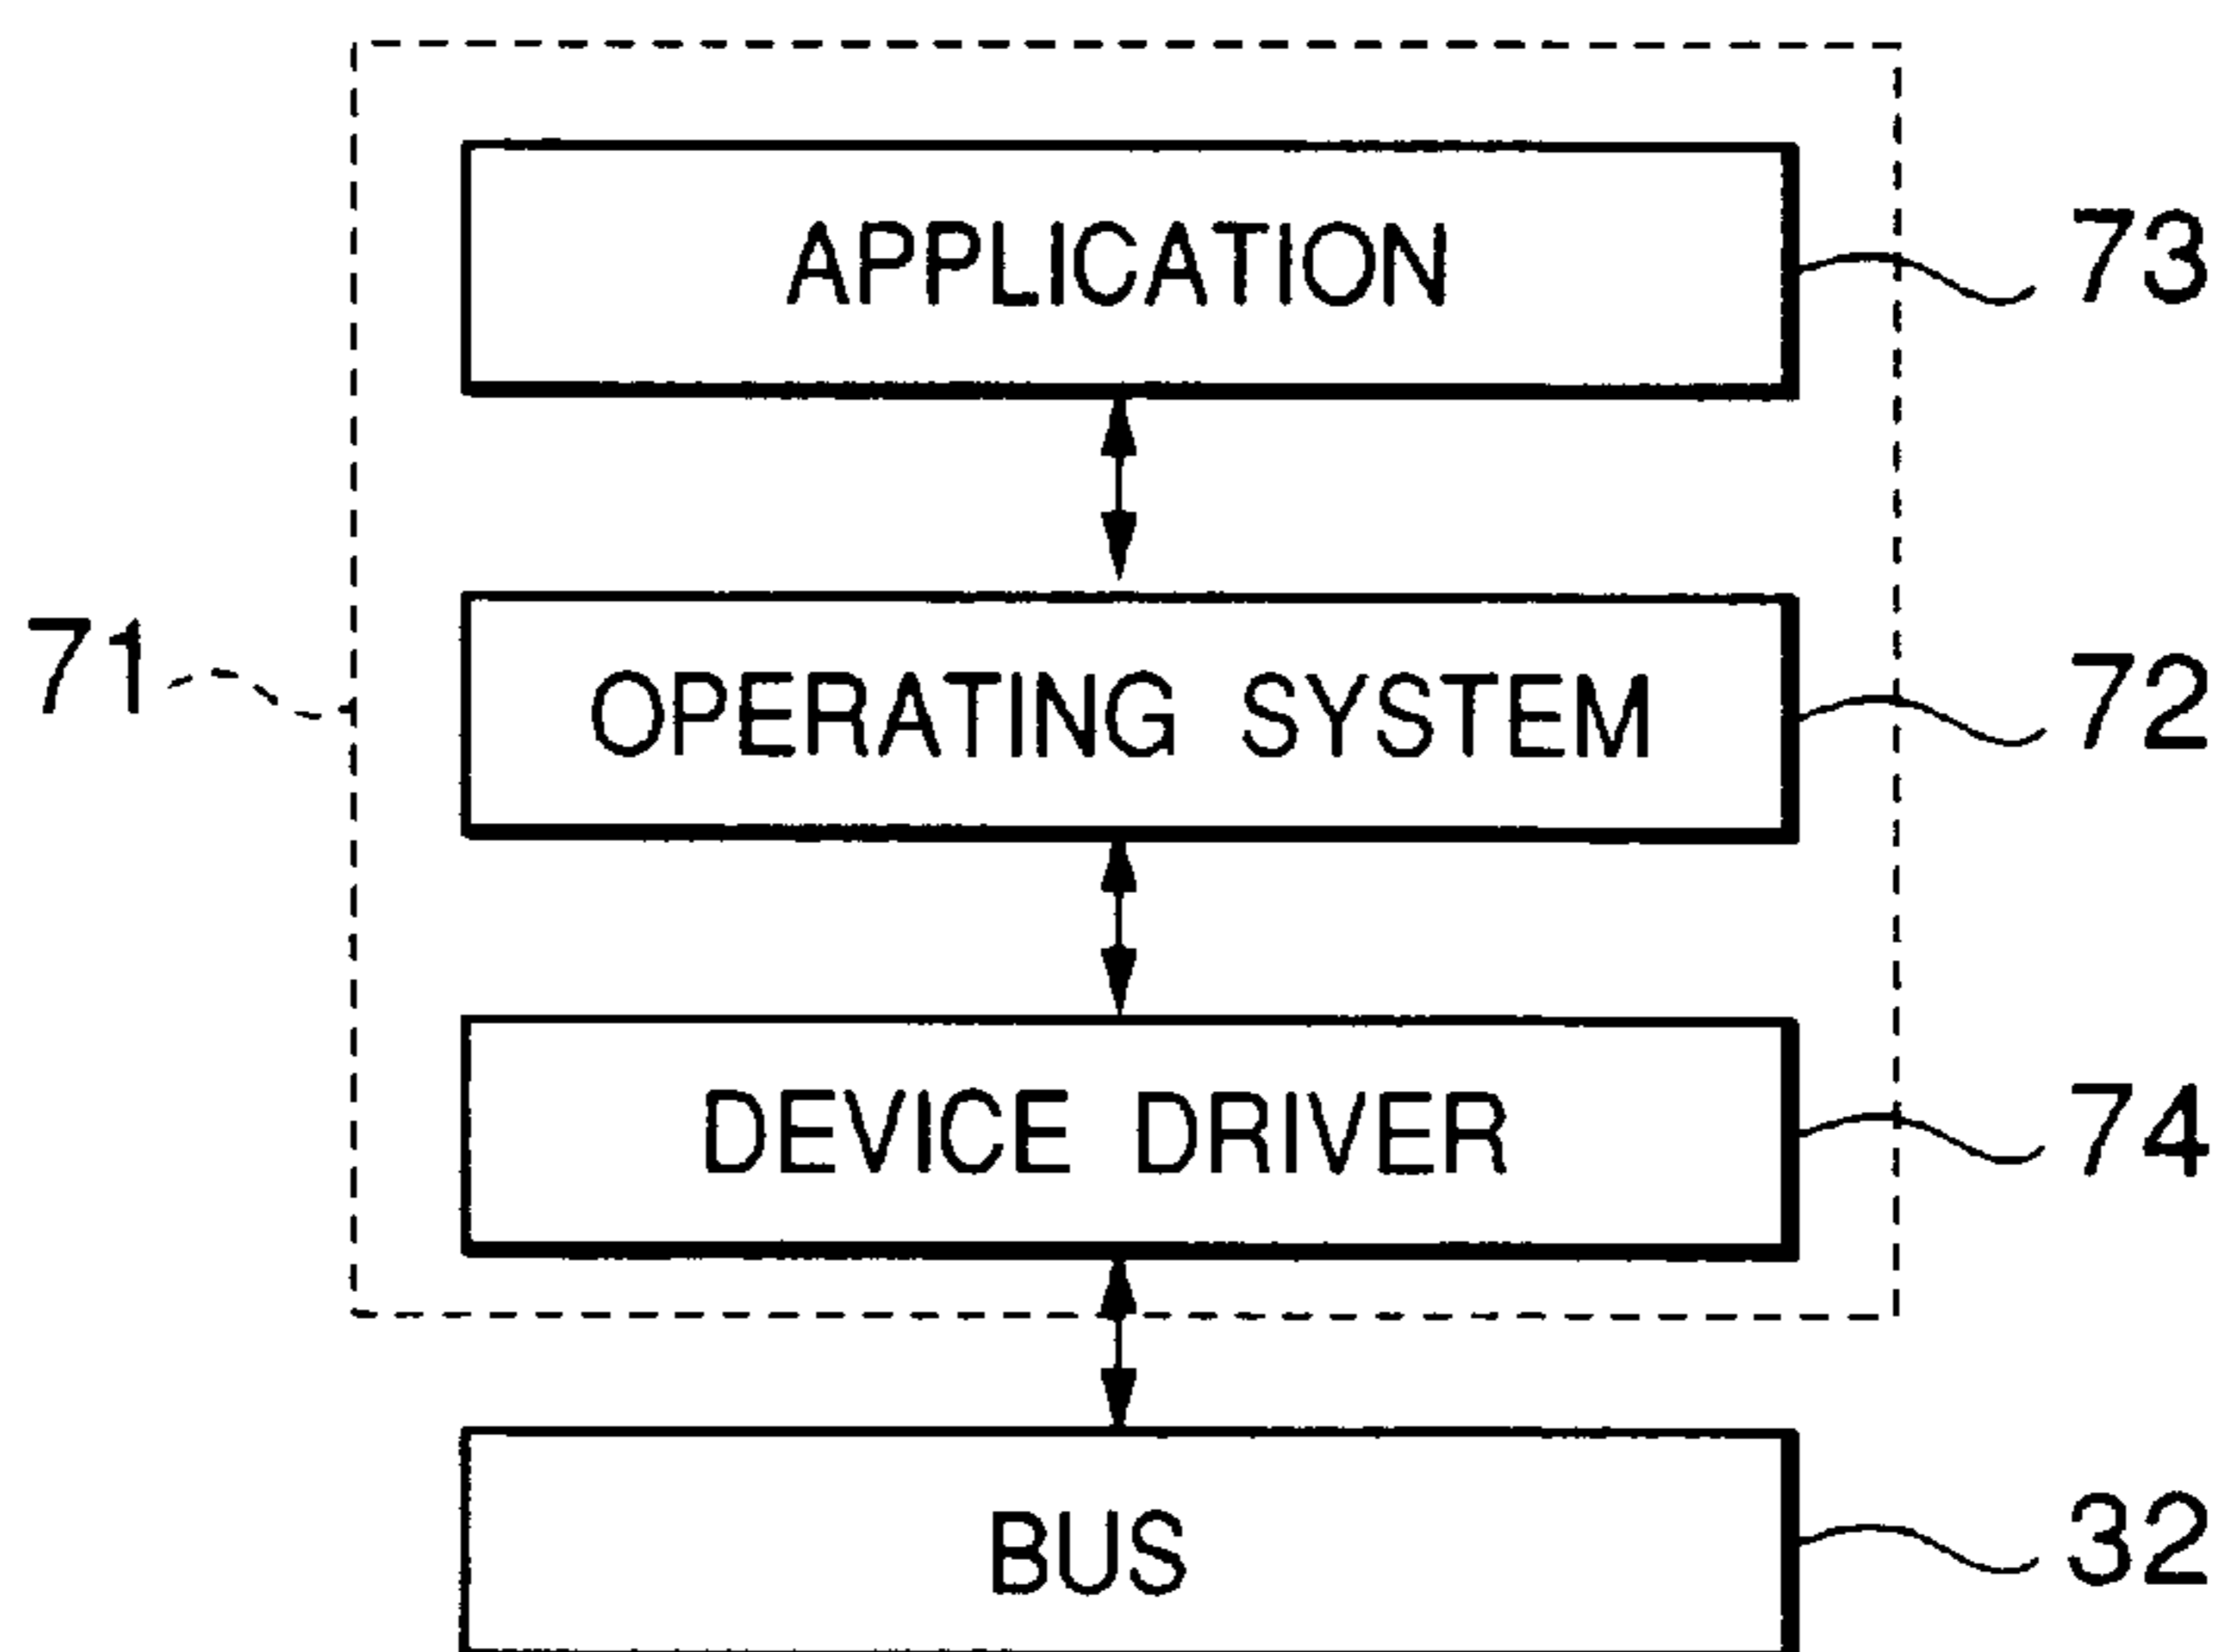 APPLICATION
73
71
OPERATING SYSTEM
72
DEVICE DRIVER
74
BUS
32